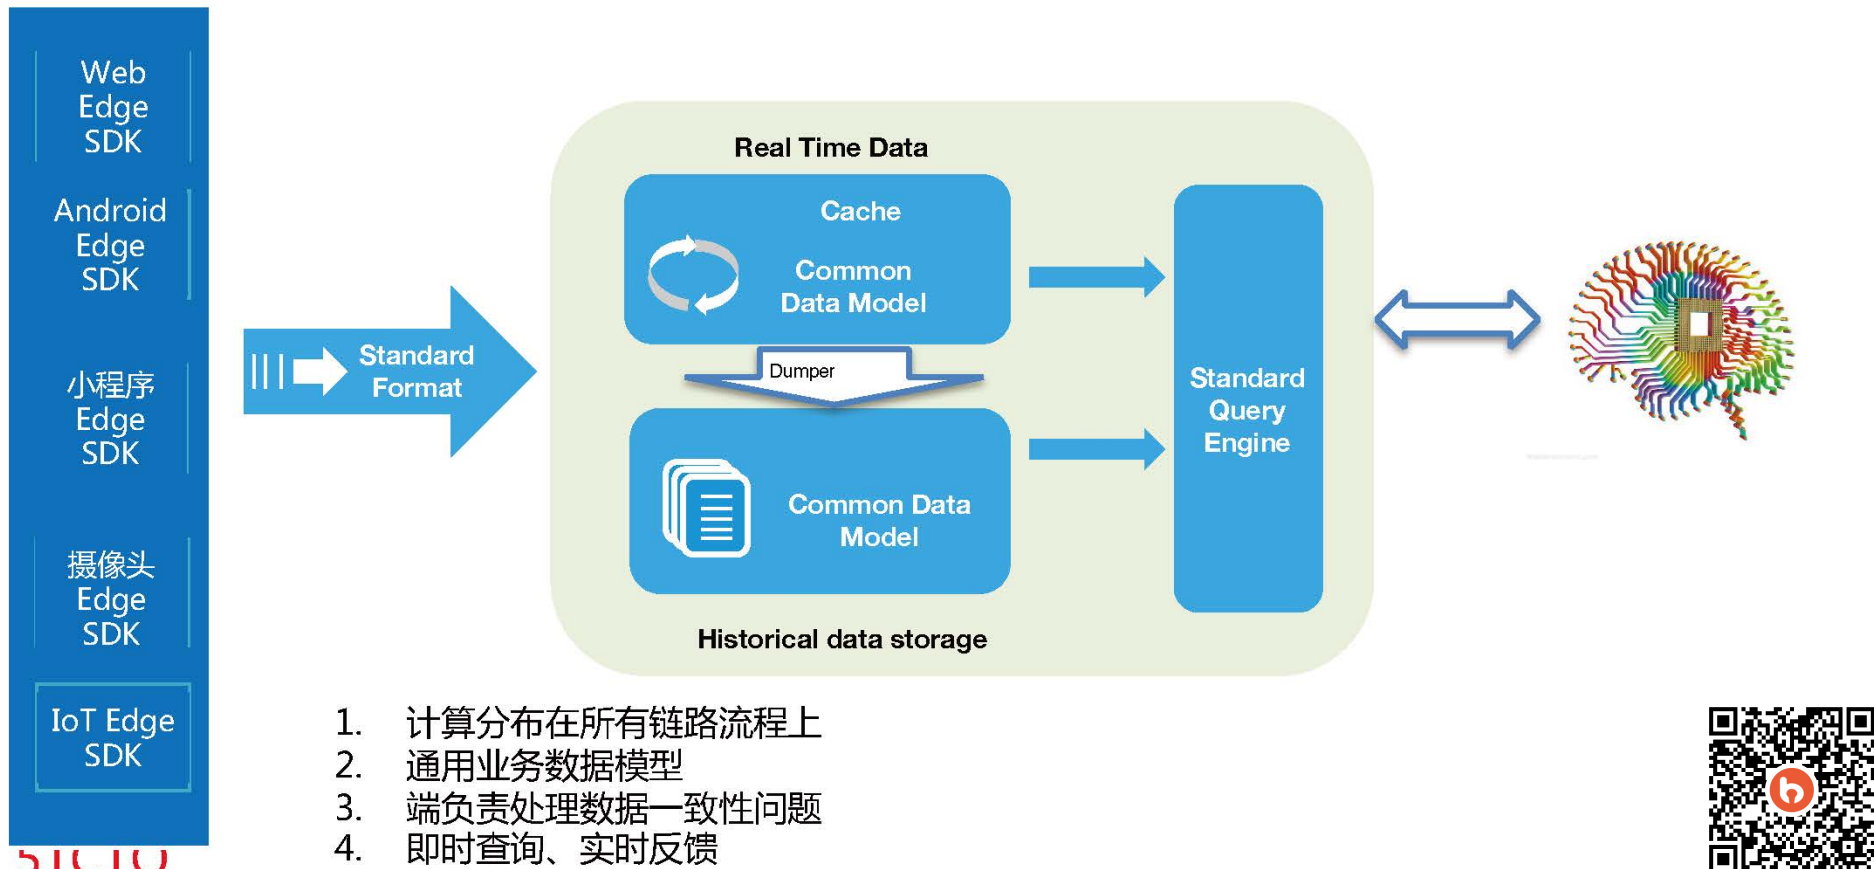 Web
Edge
SDK
Android
Edge
SDK
小程序
Edge
SDK
摄像头
Edge
SDK
IoT Edge
SDK
Standard
Format
Real Time Data
Cache
Common
Data Model
Dumper
Common Data
Model
Historical data storage
Standard
Query
Engine
1. 计算分布在所有链路流程上
2. 通用业务数据模型
3. 端负责处理数据一致性问题
4. 即时查询、实时反馈